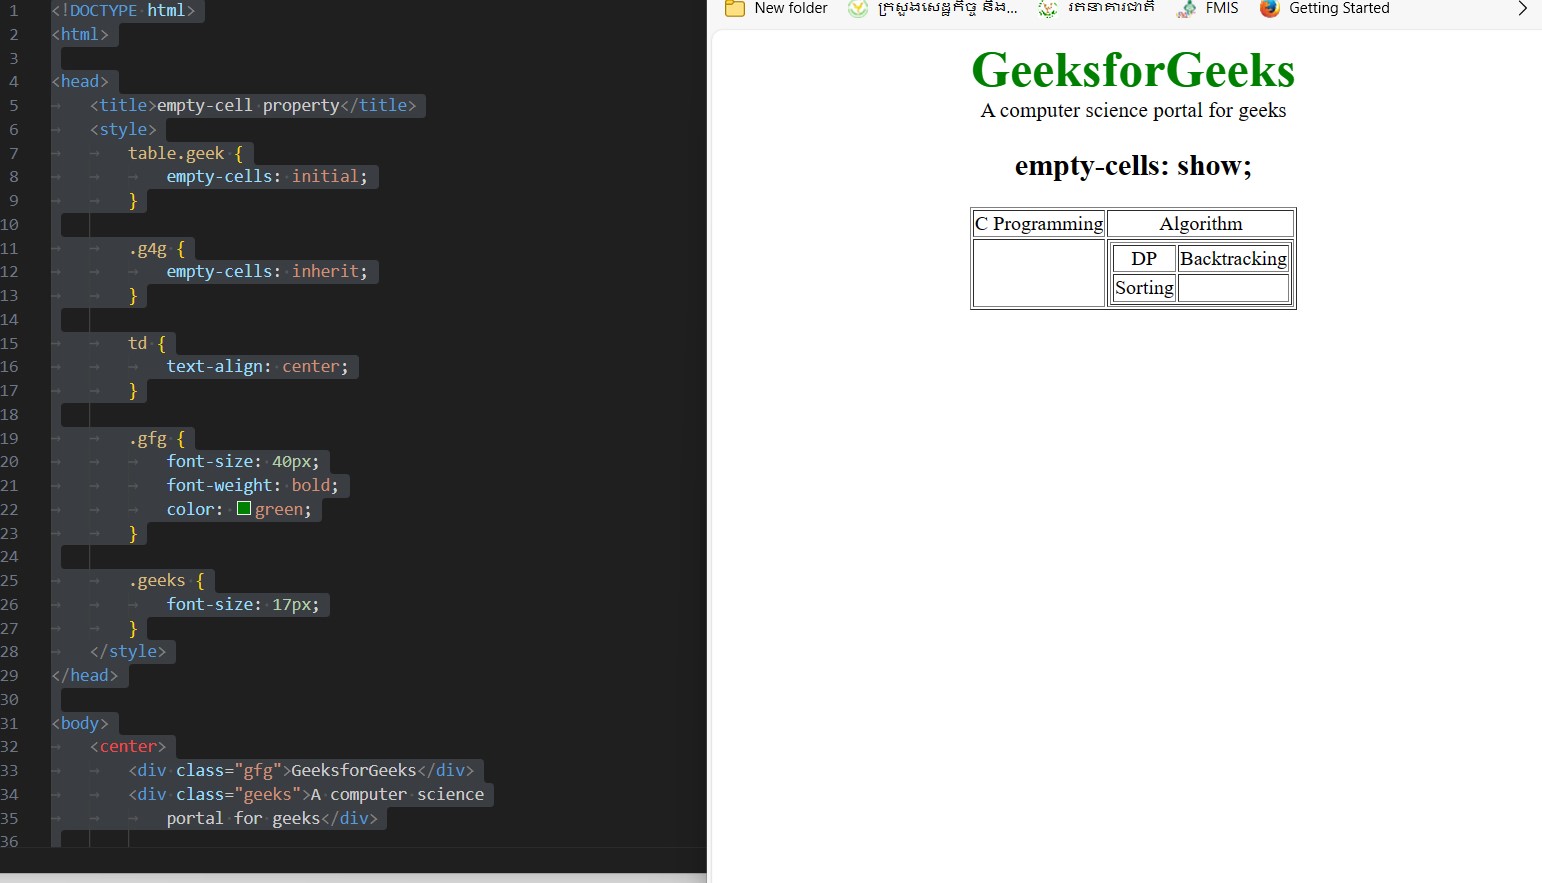 1 <!DOCTYPE html>
2 <html>
3
4 <head>
5 <title>empty-cell property</title>
6 <style>
7 table.geek {
8 empty-cells: initial;
9 }
10
11 .g4g {
12 empty-cells: inherit;
13 }
14
15 td {
16 text-align: center;
17 }
18
19 .gfg {
20 font-size: 40px;
21 font-weight: bold;
22 color: green;
23 }
24
25 .geeks {
26 font-size: 17px;
27 }
28 </style>
29 </head>
30
31 <body>
32 <center>
33 <div class="gfg">GeeksforGeeks</div>
34 <div class="geeks">A computer science
35 portal for geeks</div>
36
New folder ក្រសួងសេដ្ឋកិច្ច និង... រតនាគារជាតិ FMIS Getting Started
GeeksforGeeks
A computer science portal for geeks
empty-cells: show;
C Programming Algorithm
DP Backtracking
Sorting